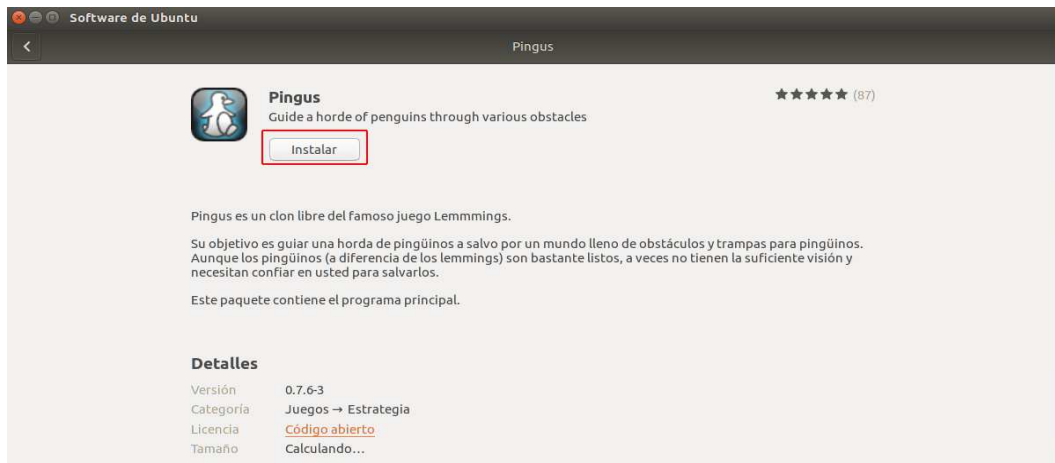 Software de Ubuntu
Pingus
Pingus
★★★★★ (87)
Guide a horde of penguins through various obstacles
Instalar
Pingus es un clon libre del famoso juego Lemmmings.
Su objetivo es guiar una horda de pingüinos a salvo por un mundo lleno de obstáculos y trampas para pingüinos.
Aunque los pingüinos (a diferencia de los lemmings) son bastante listos, a veces no tienen la suficiente visión y
necesitan confiar en usted para salvarlos.
Este paquete contiene el programa principal.
Detalles
Versión 0.7.6-3
Categoría Juegos → Estrategia
Licencia Código abierto
Tamaño Calculando...